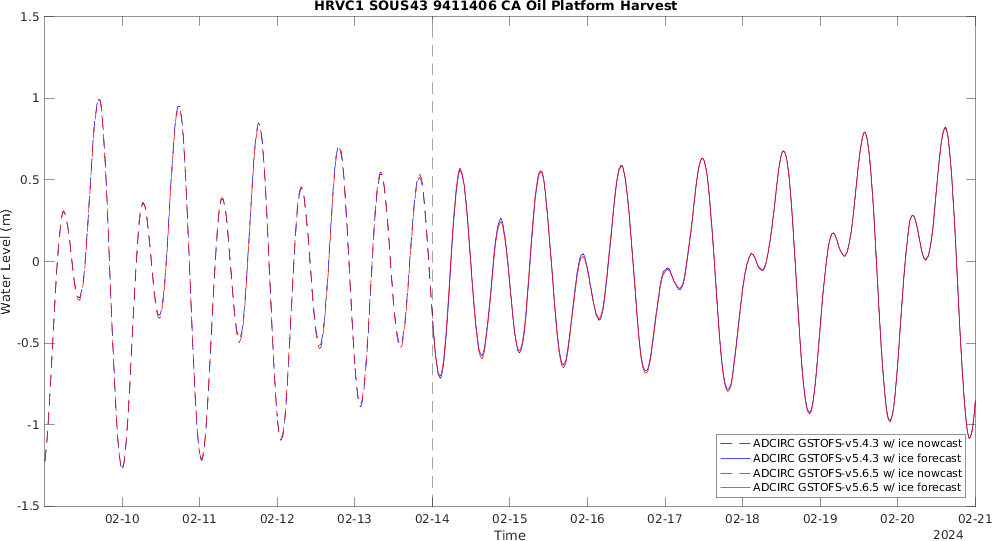 HRVC1 SOUS43 9411406 CA Oil Platform Harvest
1.5
1
0.5
0
-0.5
-1
-1.5
Water Level (m)
02-10 02-11 02-12 02-13 02-14 02-15 02-16 02-17 02-18 02-19 02-20 02-21
Time
2024
ADCIRC GSTOFS-v5.4.3 w/ ice nowcast
ADCIRC GSTOFS-v5.4.3 w/ ice forecast
ADCIRC GSTOFS-v5.6.5 w/ ice nowcast
ADCIRC GSTOFS-v5.6.5 w/ ice forecast